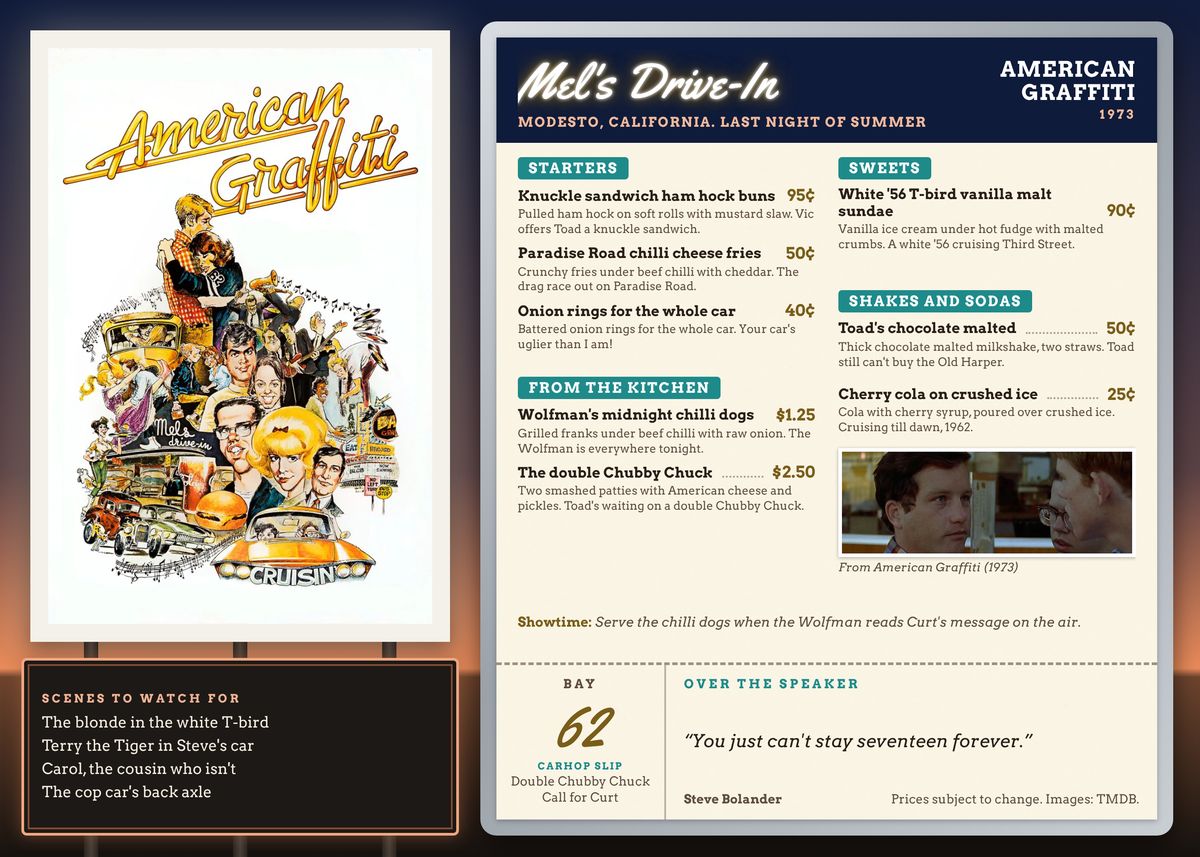 American
Graffiti
Mel's
drive-in
CRUISIN'
SCENES TO WATCH FOR
The blonde in the white T-bird
Terry the Tiger in Steve's car
Carol, the cousin who isn't
The cop car's back axle
Mel's Drive-In
MODESTO, CALIFORNIA. LAST NIGHT OF SUMMER
AMERICAN
GRAFFITI
1973
STARTERS
Knuckle sandwich ham hock buns 95¢
Pulled ham hock on soft rolls with mustard slaw. Vic
offers Toad a knuckle sandwich.
Paradise Road chilli cheese fries 50¢
Crunchy fries under beef chilli with cheddar. The
drag race out on Paradise Road.
Onion rings for the whole car 40¢
Battered onion rings for the whole car. Your car's
uglier than I am!
FROM THE KITCHEN
Wolfman's midnight chilli dogs $1.25
Grilled franks under beef chilli with raw onion. The
Wolfman is everywhere tonight.
The double Chubby Chuck $2.50
Two smashed patties with American cheese and
pickles. Toad's waiting on a double Chubby Chuck.
SWEETS
White '56 T-bird vanilla malt
sundae 90¢
Vanilla ice cream under hot fudge with malted
crumbs. A white '56 cruising Third Street.
SHAKES AND SODAS
Toad's chocolate malted 50¢
Thick chocolate malted milkshake, two straws. Toad
still can't buy the Old Harper.
Cherry cola on crushed ice 25¢
Cola with cherry syrup, poured over crushed ice.
Cruising till dawn, 1962.
From American Graffiti (1973)
Showtime: Serve the chilli dogs when the Wolfman reads Curt's message on the air.
BAY
62
CARHOP SLIP
Double Chubby Chuck
Call for Curt
OVER THE SPEAKER
“You just can't stay seventeen forever.”
Steve Bolander
Prices subject to change. Images: TMDB.